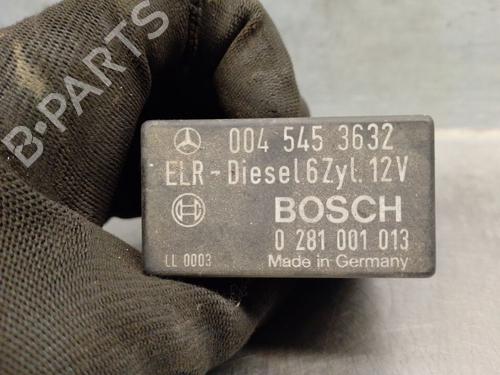 B-PARTS
004 545 3632
ELR-Diesel 6Zyl. 12V
BOSCH
0 281 001 013
LL 0003 Made in Germany